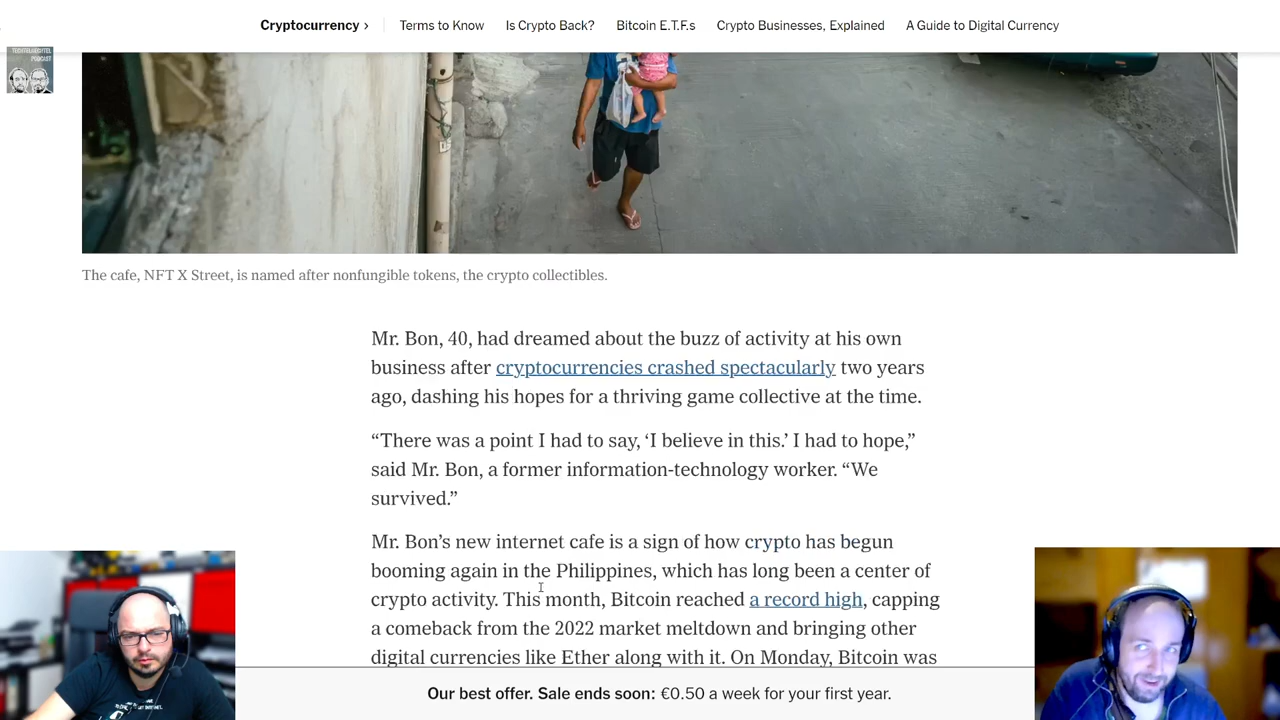 Cryptocurrency › Terms to Know Is Crypto Back? Bitcoin E.T.F.s Crypto Businesses, Explained A Guide to Digital Currency
PODCAST
The cafe, NFT X Street, is named after nonfungible tokens, the crypto collectibles.
Mr. Bon, 40, had dreamed about the buzz of activity at his own
business after cryptocurrencies crashed spectacularly two years
ago, dashing his hopes for a thriving game collective at the time.
“There was a point I had to say, ‘I believe in this.’ I had to hope,”
said Mr. Bon, a former information-technology worker. “We
survived.”
Mr. Bon’s new internet cafe is a sign of how crypto has begun
booming again in the Philippines, which has long been a center of
crypto activity. This month, Bitcoin reached a record high, capping
a comeback from the 2022 market meltdown and bringing other
digital currencies like Ether along with it. On Monday, Bitcoin was
Our best offer. Sale ends soon: €0.50 a week for your first year.